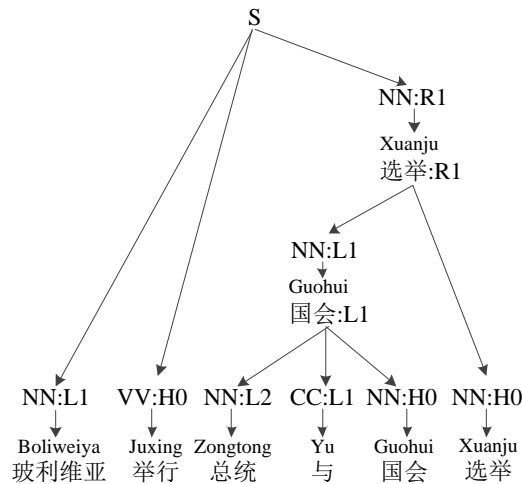 S
NN:R1
Xuanju
选举:R1
NN:L1
Guohui
国会:L1
NN:L1 VV:H0 NN:L2 CC:L1 NN:H0 NN:H0
Boliweiya Juxing Zongtong Yu Guohui Xuanju
玻利维亚 举行 总统 与 国会 选举